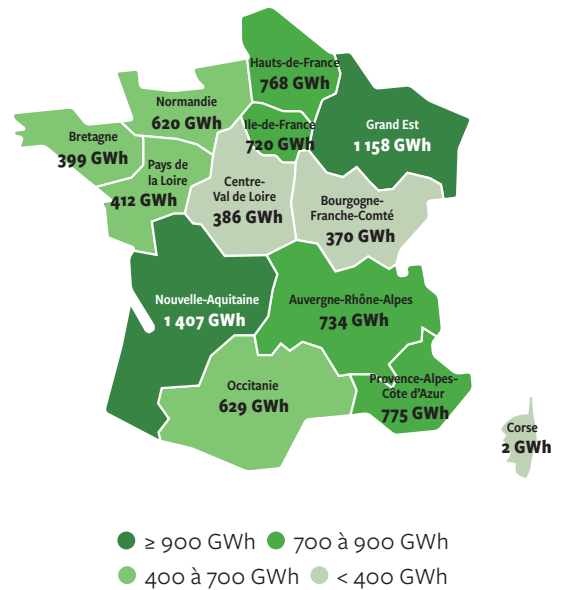 Hauts-de-France
768 GWh
Normandie
620 GWh
Ile-de-France
720 GWh
Grand Est
1 158 GWh
Bretagne
399 GWh
Pays de
la Loire
412 GWh
Centre-
Val de Loire
386 GWh
Bourgogne-
Franche-Comté
370 GWh
Nouvelle-Aquitaine
1 407 GWh
Auvergne-Rhône-Alpes
734 GWh
Occitanie
629 GWh
Provence-Alpes-
Côte d'Azur
775 GWh
Corse
2 GWh
≥ 900 GWh
700 à 900 GWh
400 à 700 GWh
< 400 GWh